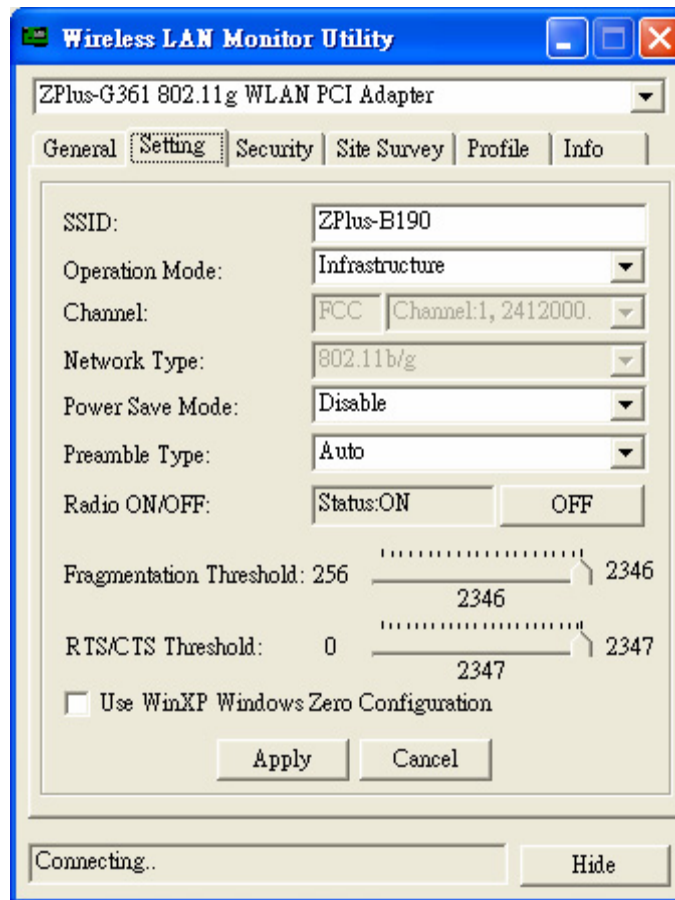 Wireless LAN Monitor Utility
ZPlus-G361 802.11g WLAN PCI Adapter
General Setting Security Site Survey Profile Info
SSID: ZPlus-B190
Operation Mode: Infrastructure
Channel: FCC Channel:1, 2412000.
Network Type: 802.11b/g
Power Save Mode: Disable
Preamble Type: Auto
Radio ON/OFF: Status:ON OFF
Fragmentation Threshold: 256 2346
2346
RTS/CTS Threshold: 0 2347
2347
Use WinXP Windows Zero Configuration
Apply Cancel
Connecting.. Hide